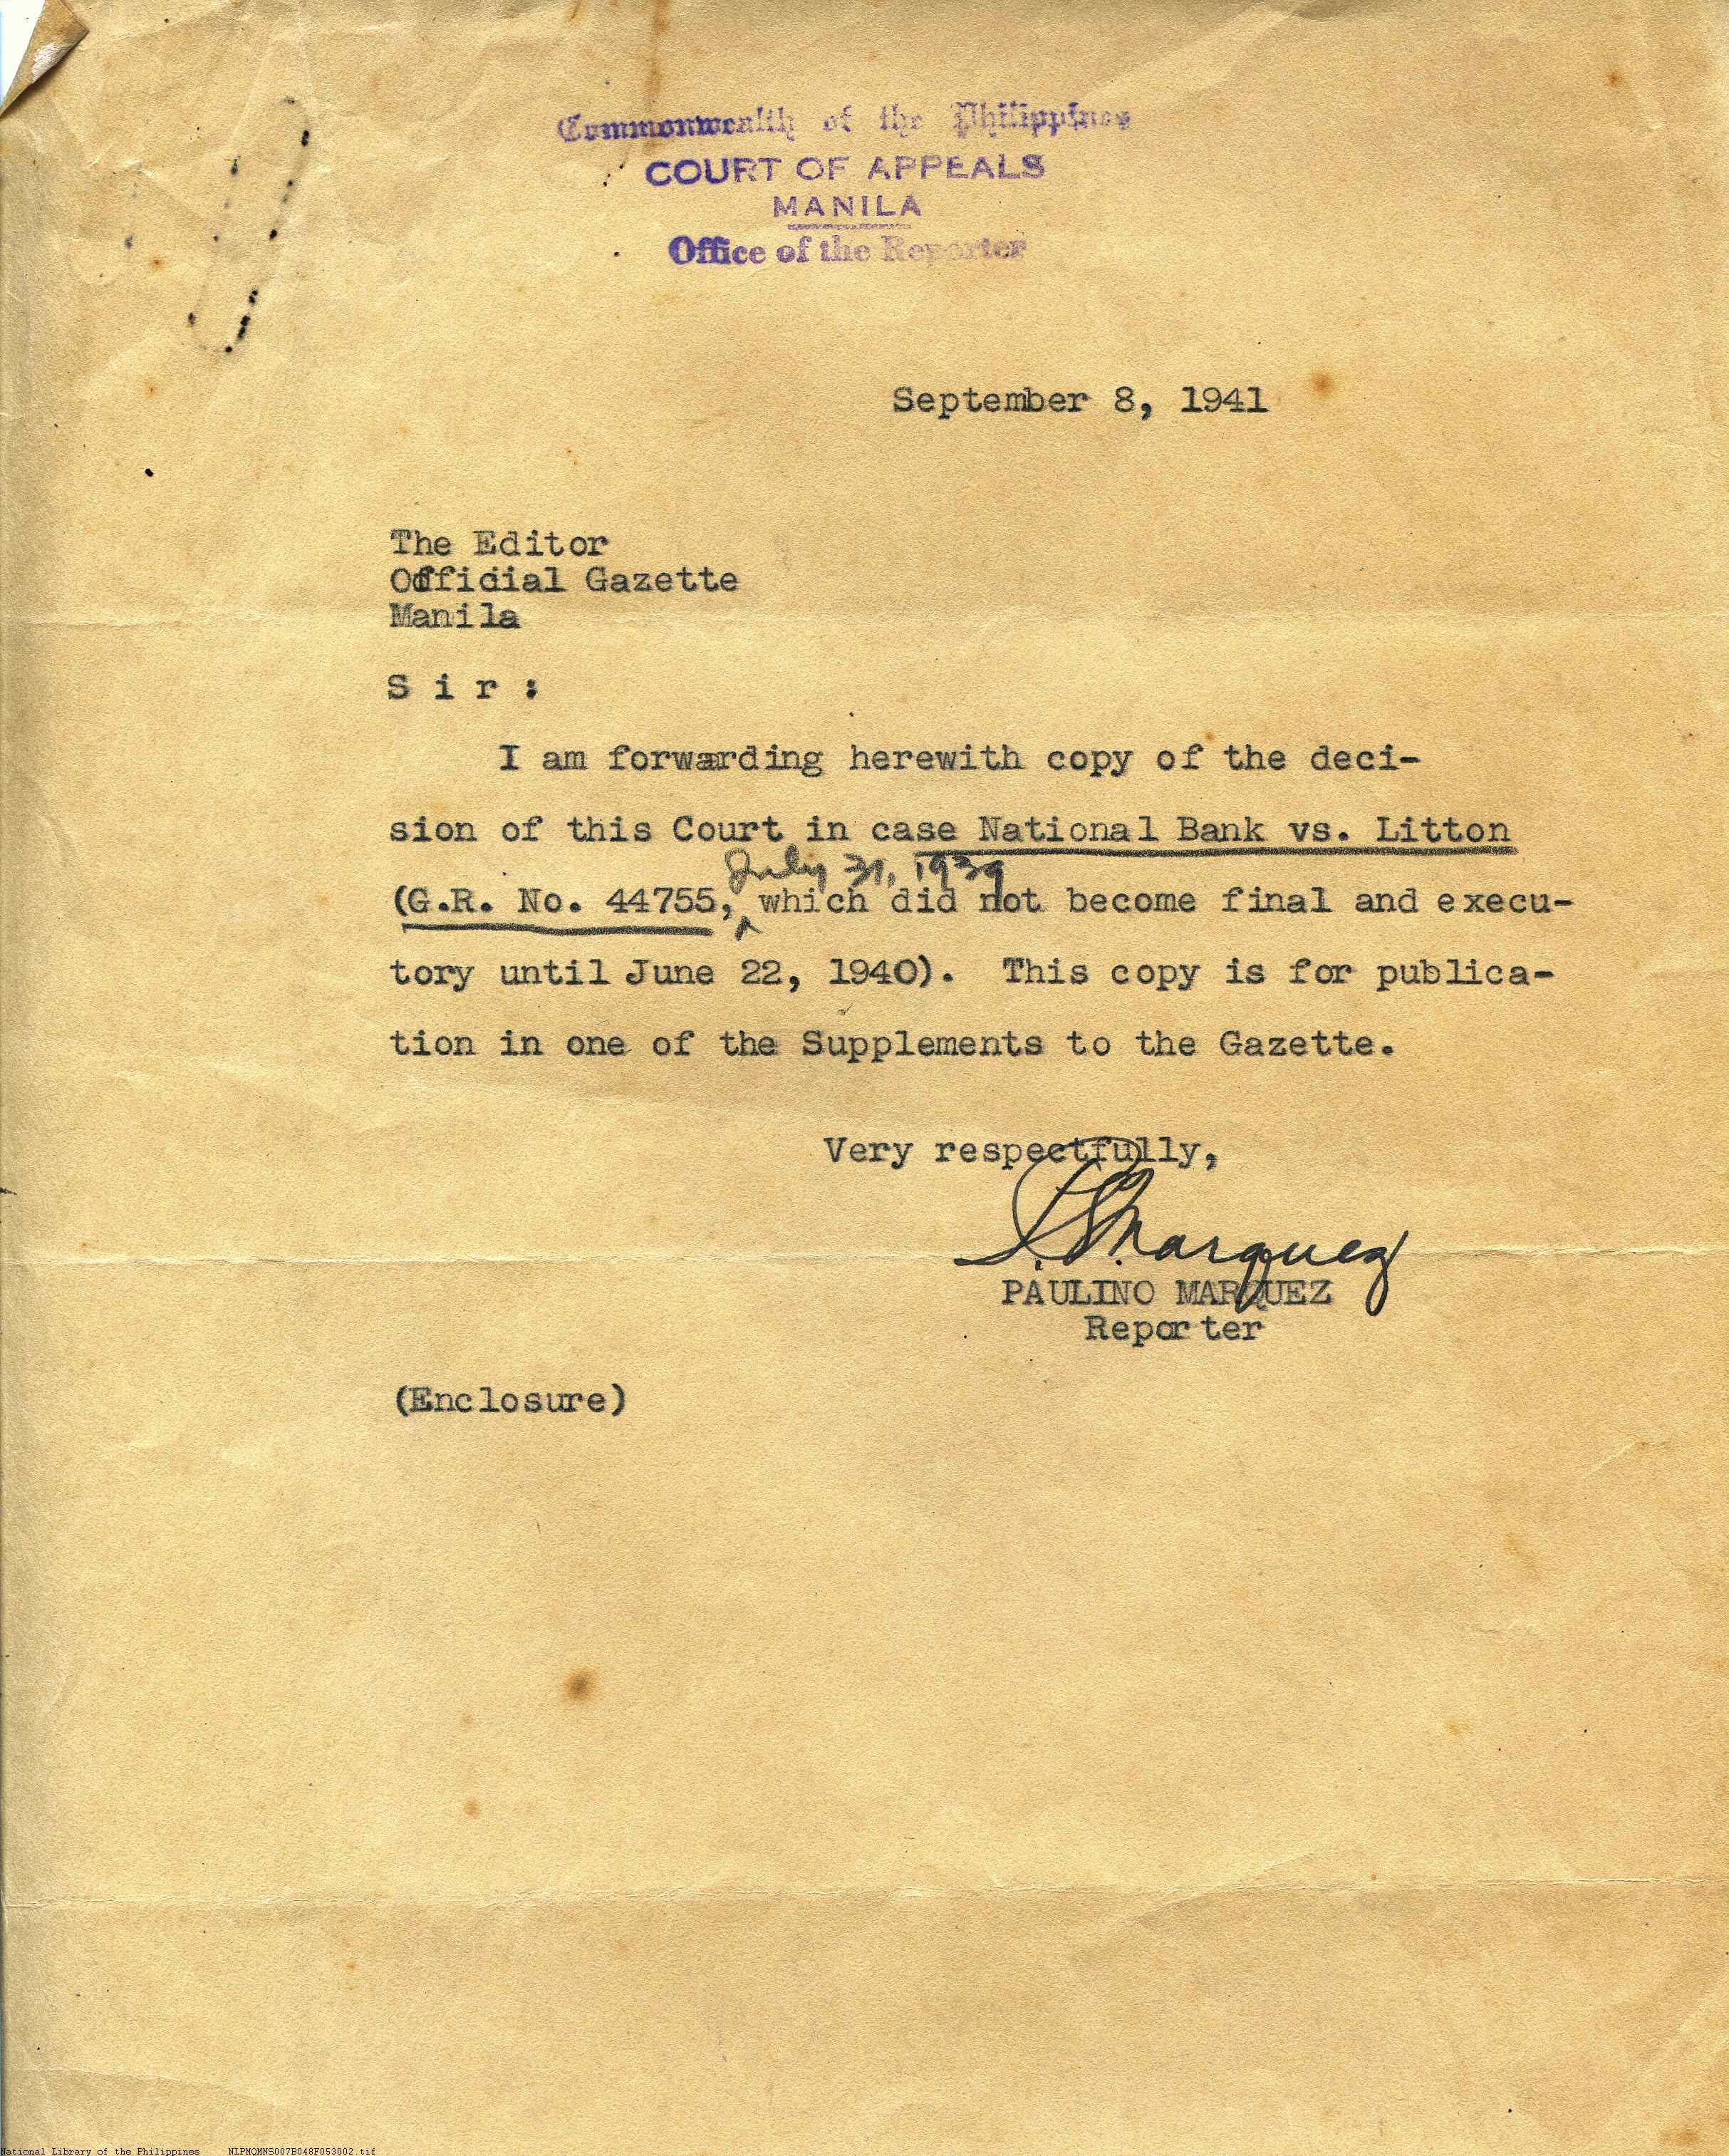 Commonwealth of the Philippines
COURT OF APPEALS
MANILA
Office of the Reporter
September 8, 1941
The Editor
Official Gazette
Manila
S i r :
I am forwarding herewith copy of the deci-
sion of this Court in case National Bank vs. Litton
July 31, 1939
(G.R. No. 44755, which did not become final and execu-
tory until June 22, 1940). This copy is for publica-
tion in one of the Supplements to the Gazette.
Very respectfully,
P. Marquez
PAULINO MARQUEZ
Reporter
(Enclosure)
National Library of the Philippines NLPMQMNS007B048F053002.tif